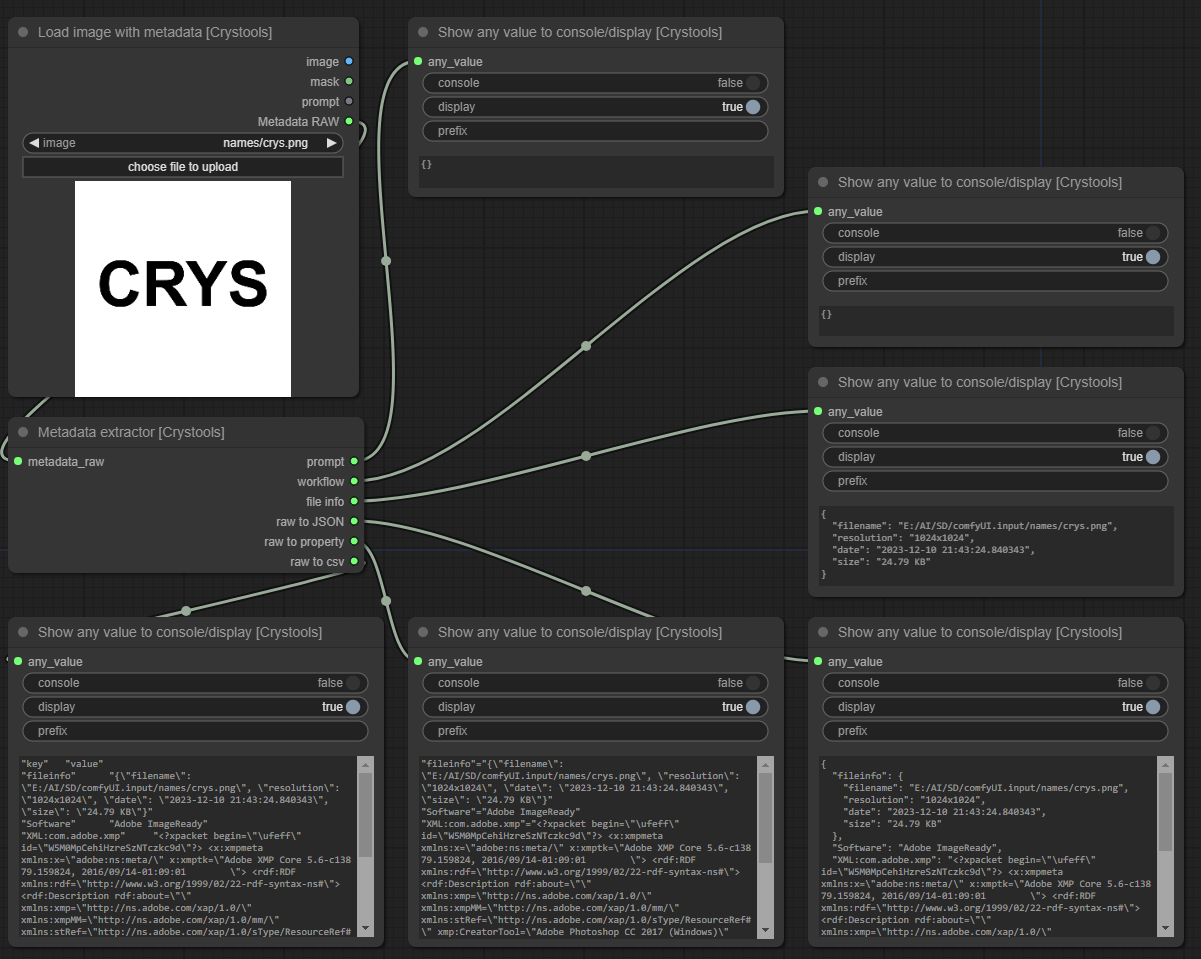 Load image with metadata [Crystools]
image
mask
prompt
Metadata RAW
image names/crys.png
choose file to upload
CRYS
Show any value to console/display [Crystools]
any_value
console false
display true
prefix
{}
Show any value to console/display [Crystools]
any_value
console false
display true
prefix
{}
Metadata extractor [Crystools]
metadata_raw prompt
workflow
file info
raw to JSON
raw to property
raw to csv
Show any value to console/display [Crystools]
any_value
console false
display true
prefix
{
"filename": "E:/AI/SD/comfyUI.input/names/crys.png",
"resolution": "1024x1024",
"date": "2023-12-10 21:43:24.840343",
"size": "24.79 KB"
}
Show any value to console/display [Crystools]
any_value
console false
display true
prefix
"key" "value"
"fileinfo" "{\"filename\":
\"E:/AI/SD/comfyUI.input/names/crys.png\", \"resolution\":
\"1024x1024\", \"date\": \"2023-12-10 21:43:24.840343\",
\"size\": \"24.79 KB\"}"
"Software" "Adobe ImageReady"
"XML:com.adobe.xmp" "<?xpacket begin=\"\ufeff\"
id=\"W5M0MpCehiHzreSzNTczkc9d\"?> <x:xmpmeta
xmlns:x=\"adobe:ns:meta/\" x:xmptk=\"Adobe XMP Core 5.6-c138
79.159824, 2016/09/14-01:09:01 \"> <rdf:RDF
xmlns:rdf=\"http://www.w3.org/1999/02/22-rdf-syntax-ns#\">
<rdf:Description rdf:about=\"\"
xmlns:xmp=\"http://ns.adobe.com/xap/1.0/\"
xmlns:xmpMM=\"http://ns.adobe.com/xap/1.0/mm/\"
xmlns:stRef=\"http://ns.adobe.com/xap/1.0/sType/ResourceRef#
Show any value to console/display [Crystools]
any_value
console false
display true
prefix
"fileinfo"="{\"filename\":
\"E:/AI/SD/comfyUI.input/names/crys.png\", \"resolution\":
\"1024x1024\", \"date\": \"2023-12-10 21:43:24.840343\",
\"size\": \"24.79 KB\"}"
"Software"="Adobe ImageReady"
"XML:com.adobe.xmp"="<?xpacket begin=\"\ufeff\"
id=\"W5M0MpCehiHzreSzNTczkc9d\"?> <x:xmpmeta
xmlns:x=\"adobe:ns:meta/\" x:xmptk=\"Adobe XMP Core 5.6-c138
79.159824, 2016/09/14-01:09:01 \"> <rdf:RDF
xmlns:rdf=\"http://www.w3.org/1999/02/22-rdf-syntax-ns#\">
<rdf:Description rdf:about=\"\"
xmlns:xmp=\"http://ns.adobe.com/xap/1.0/\"
xmlns:xmpMM=\"http://ns.adobe.com/xap/1.0/mm/\"
xmlns:stRef=\"http://ns.adobe.com/xap/1.0/sType/ResourceRef#
\" xmp:CreatorTool=\"Adobe Photoshop CC 2017 (Windows)\"
Show any value to console/display [Crystools]
any_value
console false
display true
prefix
{
"fileinfo": {
"filename": "E:/AI/SD/comfyUI.input/names/crys.png",
"resolution": "1024x1024",
"date": "2023-12-10 21:43:24.840343",
"size": "24.79 KB"
},
"Software": "Adobe ImageReady",
"XML:com.adobe.xmp": "<?xpacket begin=\"\ufeff\"
id=\"W5M0MpCehiHzreSzNTczkc9d\"?> <x:xmpmeta
xmlns:x=\"adobe:ns:meta/\" x:xmptk=\"Adobe XMP Core 5.6-c138
79.159824, 2016/09/14-01:09:01 \"> <rdf:RDF
xmlns:rdf=\"http://www.w3.org/1999/02/22-rdf-syntax-ns#\">
<rdf:Description rdf:about=\"\"
xmlns:xmp=\"http://ns.adobe.com/xap/1.0/\"